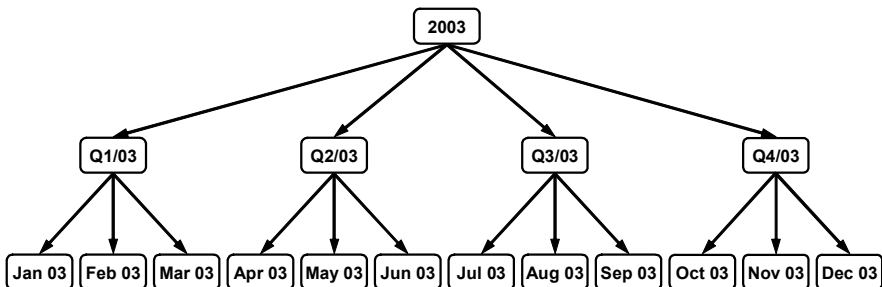 2003
Q1/03 Q2/03 Q3/03 Q4/03
Jan 03 Feb 03 Mar 03 Apr 03 May 03 Jun 03 Jul 03 Aug 03 Sep 03 Oct 03 Nov 03 Dec 03